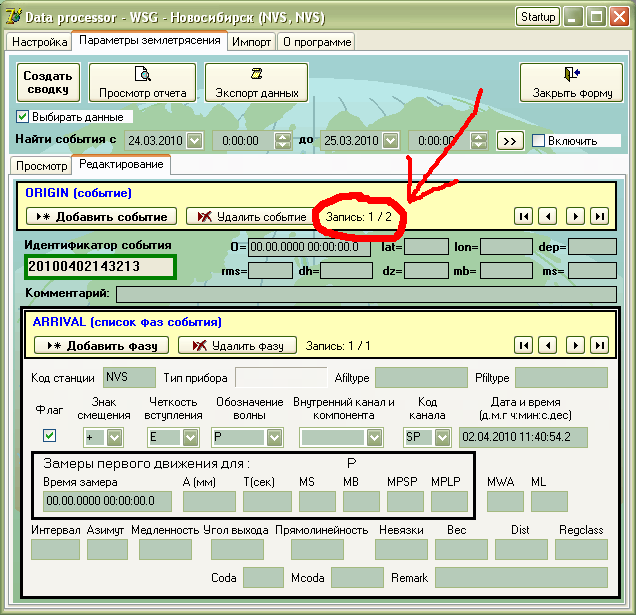 Data processor - WSG - Новосибирск (NVS, NVS) Startup
Настройка Параметры землетрясения Импорт О программе
Создать сводку Просмотр отчета Экспорт данных Закрыть форму
Выбирать данные
Найти события с 24.03.2010 0:00:00 до 25.03.2010 0:00:00 >> Включить
Просмотр Редактирование
ORIGIN (событие)
Добавить событие Удалить событие Запись: 1 / 2
Идентификатор события O= 00.00.0000 00:00:00.0 lat= lon= dep=
20100402143213 rms= dh= dz= mb= ms=
Комментарий:
ARRIVAL (список фаз события)
Добавить фазу Удалить фазу Запись: 1 / 1
Код станции NVS Тип прибора Afiltype Pfiltype
Флаг Знак смещения Четкость вступления Обозначение волны Внутренний канал и компонента Код канала Дата и время (д.м.г ч:мин:с.дес)
+ E P SP 02.04.2010 11:40:54.2
Замеры первого движения для : P
Время замера A (мм) T(сек) MS MB MPSP MPLP MWA ML
00.00.0000 00:00:00.0
Интервал Азимут Медленность Угол выхода Прямолинейность Невязки Вес Dist Regclass
Coda Mcoda Remark